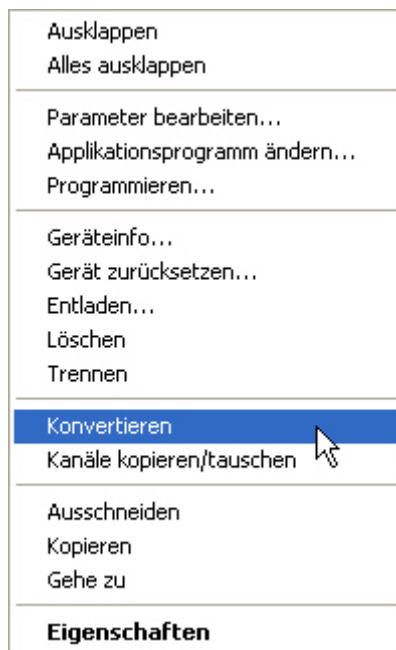 Ausklappen
Alles ausklappen
Parameter bearbeiten...
Applikationsprogramm ändern...
Programmieren...
Geräteinfo...
Gerät zurücksetzen...
Entladen...
Löschen
Trennen
Konvertieren
Kanäle kopieren/tauschen
Ausschneiden
Kopieren
Gehe zu
Eigenschaften